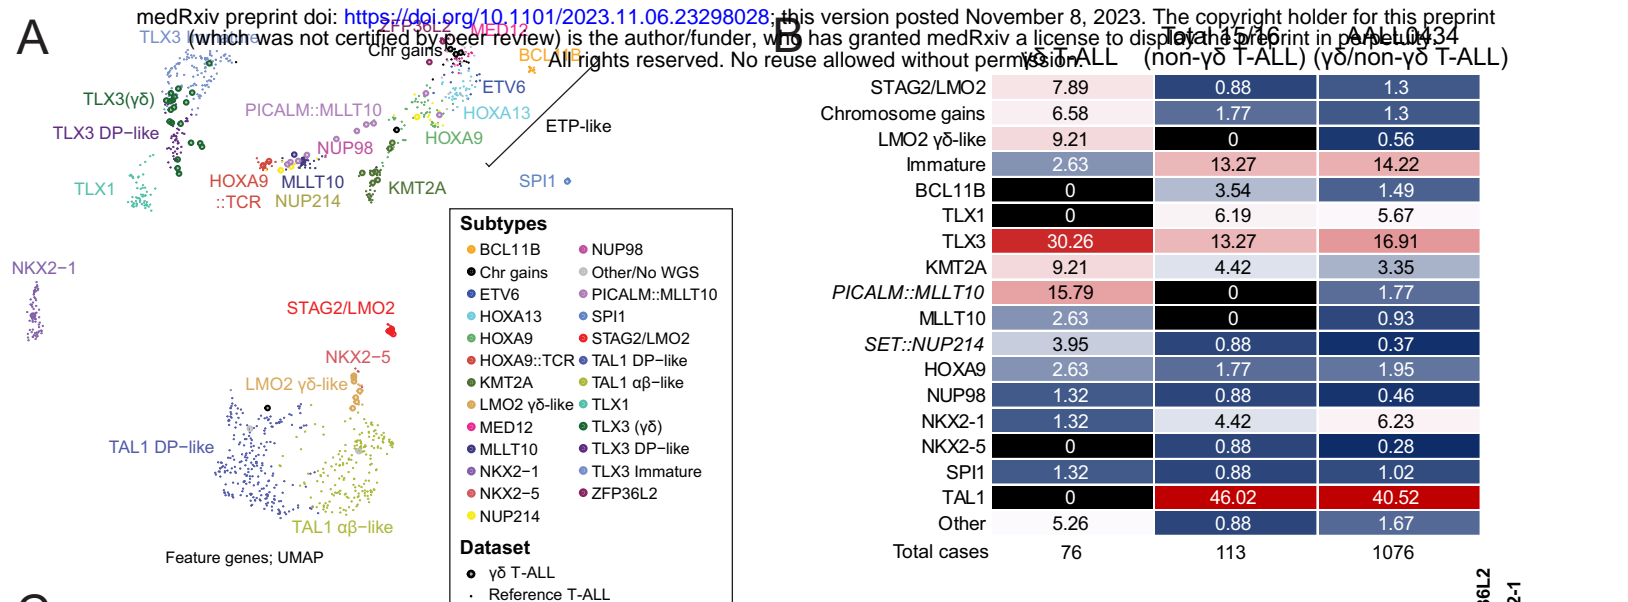 medRxiv preprint doi: https://doi.org/10.1101/2023.11.06.23298028; this version posted November 8, 2023. The copyright holder for this preprint
(which was not certified by peer review) is the author/funder, who has granted medRxiv a license to display the preprint in perpetuity.
All rights reserved. No reuse allowed without permission.
A
TLX3 Immature
ZFP36L2
MED12
Chr gains
BCL11B
ETV6
TLX3(γδ)
PICALM::MLLT10
HOXA13
TLX3 DP−like
NUP98
HOXA9
ETP-like
TLX1
HOXA9
::TCR
MLLT10
NUP214
KMT2A
SPI1
NKX2−1
STAG2/LMO2
NKX2−5
LMO2 γδ−like
TAL1 DP−like
TAL1 αβ−like
Feature genes; UMAP
Subtypes
BCL11B
Chr gains
ETV6
HOXA13
HOXA9
HOXA9::TCR
KMT2A
LMO2 γδ−like
MED12
MLLT10
NKX2−1
NKX2−5
NUP214
NUP98
Other/No WGS
PICALM::MLLT10
SPI1
STAG2/LMO2
TAL1 DP−like
TAL1 αβ−like
TLX1
TLX3 (γδ)
TLX3 DP−like
TLX3 Immature
ZFP36L2
Dataset
γδ T-ALL
Reference T-ALL
B
Total 15/16 AALL0434
γδ T-ALL (non-γδ T-ALL) (γδ/non-γδ T-ALL)
STAG2/LMO2 7.89 0.88 1.3
Chromosome gains 6.58 1.77 1.3
LMO2 γδ-like 9.21 0 0.56
Immature 2.63 13.27 14.22
BCL11B 0 3.54 1.49
TLX1 0 6.19 5.67
TLX3 30.26 13.27 16.91
KMT2A 9.21 4.42 3.35
PICALM::MLLT10 15.79 0 1.77
MLLT10 2.63 0 0.93
SET::NUP214 3.95 0.88 0.37
HOXA9 2.63 1.77 1.95
NUP98 1.32 0.88 0.46
NKX2-1 1.32 4.42 6.23
NKX2-5 0 0.88 0.28
SPI1 1.32 0.88 1.02
TAL1 0 46.02 40.52
Other 5.26 0.88 1.67
Total cases 76 113 1076